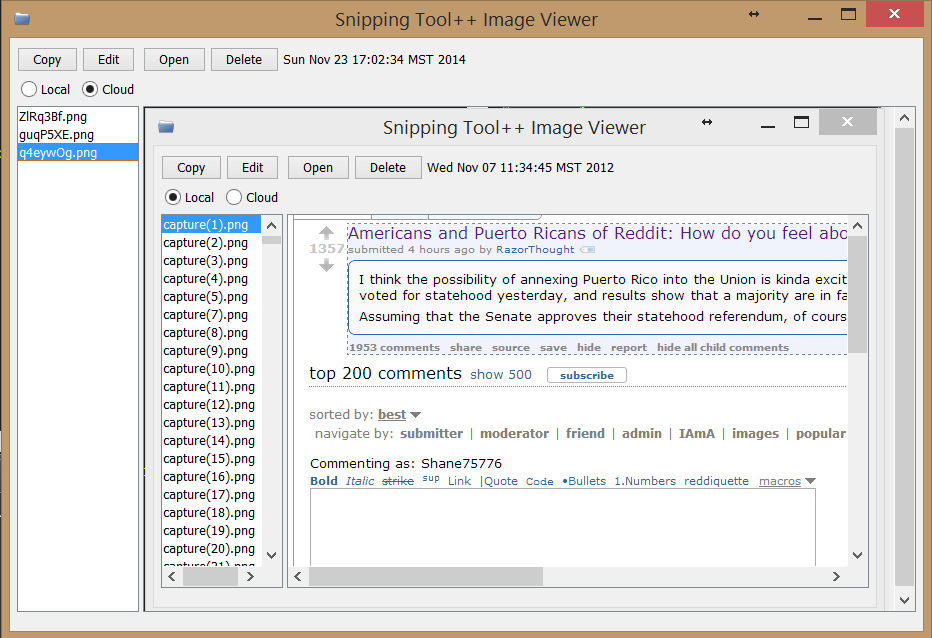 Snipping Tool++ Image Viewer
Copy Edit Open Delete Sun Nov 23 17:02:34 MST 2014
Local Cloud
ZlRq3Bf.png
guqP5XE.png
q4eywOg.png
Snipping Tool++ Image Viewer
Copy Edit Open Delete Wed Nov 07 11:34:45 MST 2012
Local Cloud
capture(1).png
capture(2).png
capture(3).png
capture(4).png
capture(5).png
capture(7).png
capture(8).png
capture(9).png
capture(10).png
capture(11).png
capture(12).png
capture(13).png
capture(14).png
capture(15).png
capture(16).png
capture(17).png
capture(18).png
capture(19).png
capture(20).png
capture(21).png
Americans and Puerto Ricans of Reddit: How do you feel abo
1357
submitted 4 hours ago by RazorThought
I think the possibility of annexing Puerto Rico into the Union is kinda excit
voted for statehood yesterday, and results show that a majority are in fa
Assuming that the Senate approves their statehood referendum, of cours
1953 comments share source save hide report hide all child comments
top 200 comments show 500 subscribe
sorted by: best
navigate by: submitter | moderator | friend | admin | IAmA | images | popular
Commenting as: Shane75776
Bold Italic strike sup Link |Quote Code •Bullets 1.Numbers reddiquette macros